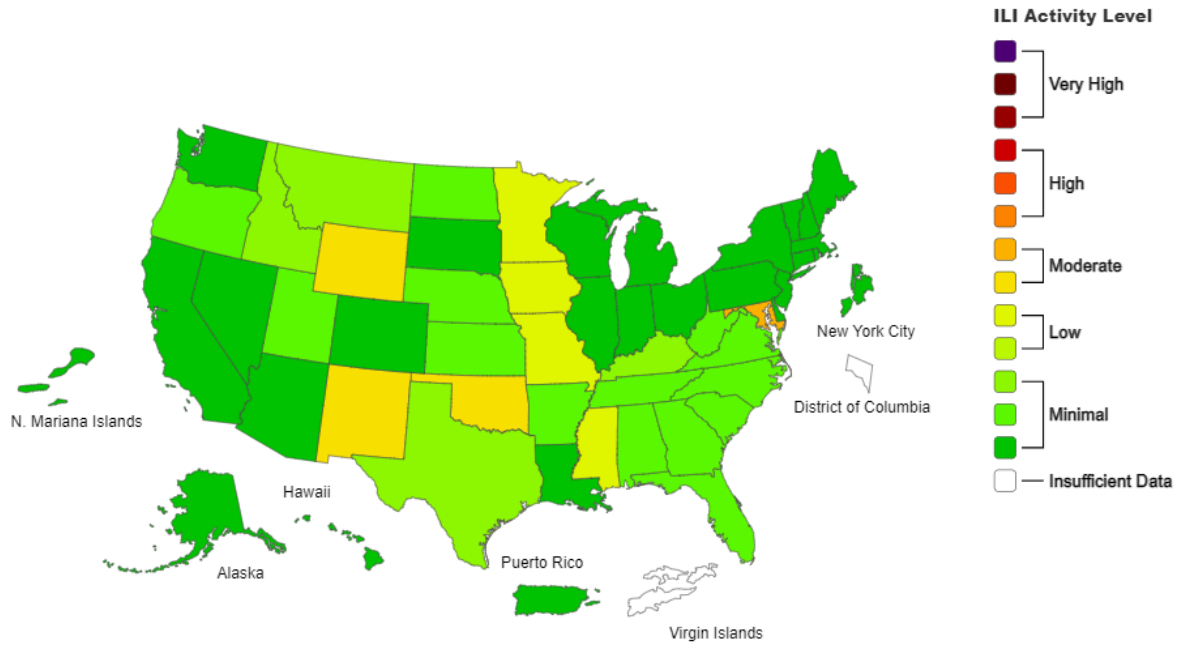 ILI Activity Level
Very High
High
Moderate
Low
Minimal
Insufficient Data
New York City
District of Columbia
N. Mariana Islands
Hawaii
Alaska
Puerto Rico
Virgin Islands